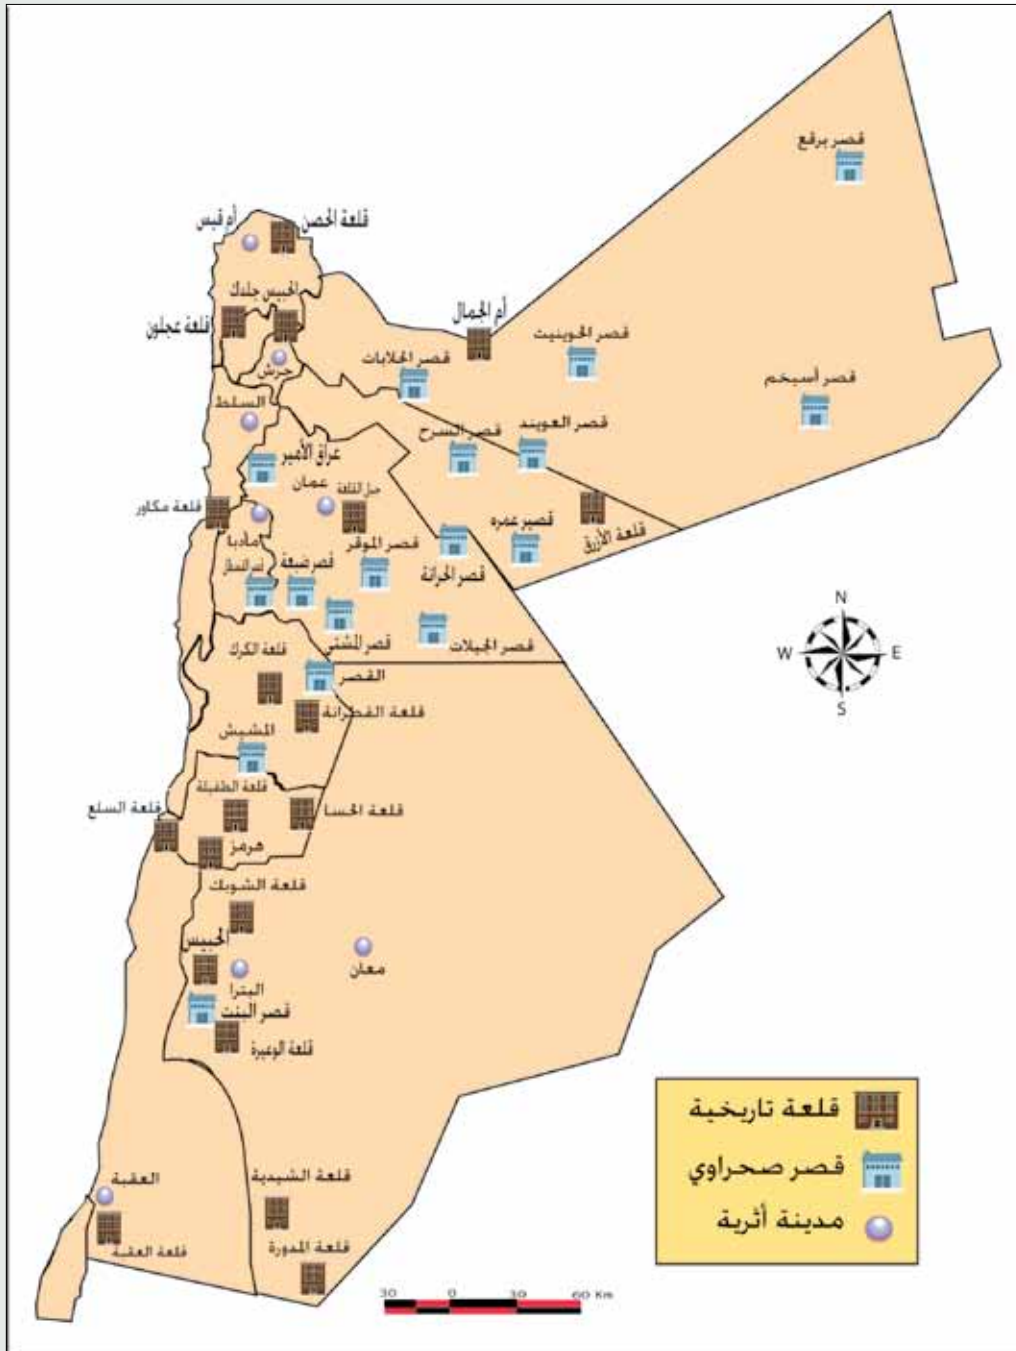 قصر برقع
أم قيس
قلعة الحصن
الحبيس جلدك
قلعة عجلون
أم الجمال
قصر الحوينيت
قصر الحلابات
جرش
قصر أسيخم
السلط
قصر العويند
قصر السرح
عراق الأمير
عمان
جبل القلعة
قلعة مكاور
مادبا
قصر الموقر
قصير عمره
قلعة الأزرق
قصر ضبعة
قصر الحرانة
قصر المشتى
قصر الجيلات
N
W
E
S
قلعة الكرك
القصر
قلعة القطرانة
المشيش
قلعة الطفيلة
قلعة السلع
قلعة الحسا
هرمز
قلعة الشوبك
الحبيس
معان
البترا
قصر البنت
قلعة الوعيرة
قلعة تاريخية
قصر صحراوي
مدينة أثرية
العقبة
قلعة الشيدية
قلعة العقبة
قلعة المدورة
30 0 30 60 Km